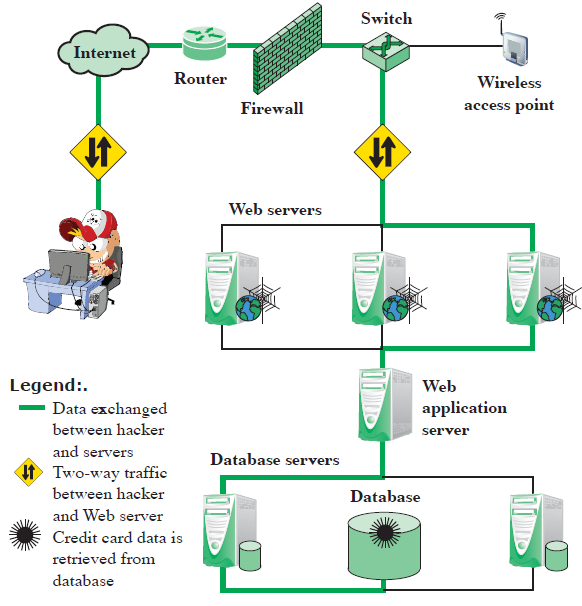 Switch
Internet
Router
Firewall
Wireless
access point
Web servers
Web
application
server
Database servers
Database
Legend:.
Data exchanged
between hacker
and servers
Two-way traffic
between hacker
and Web server
Credit card data is
retrieved from
database